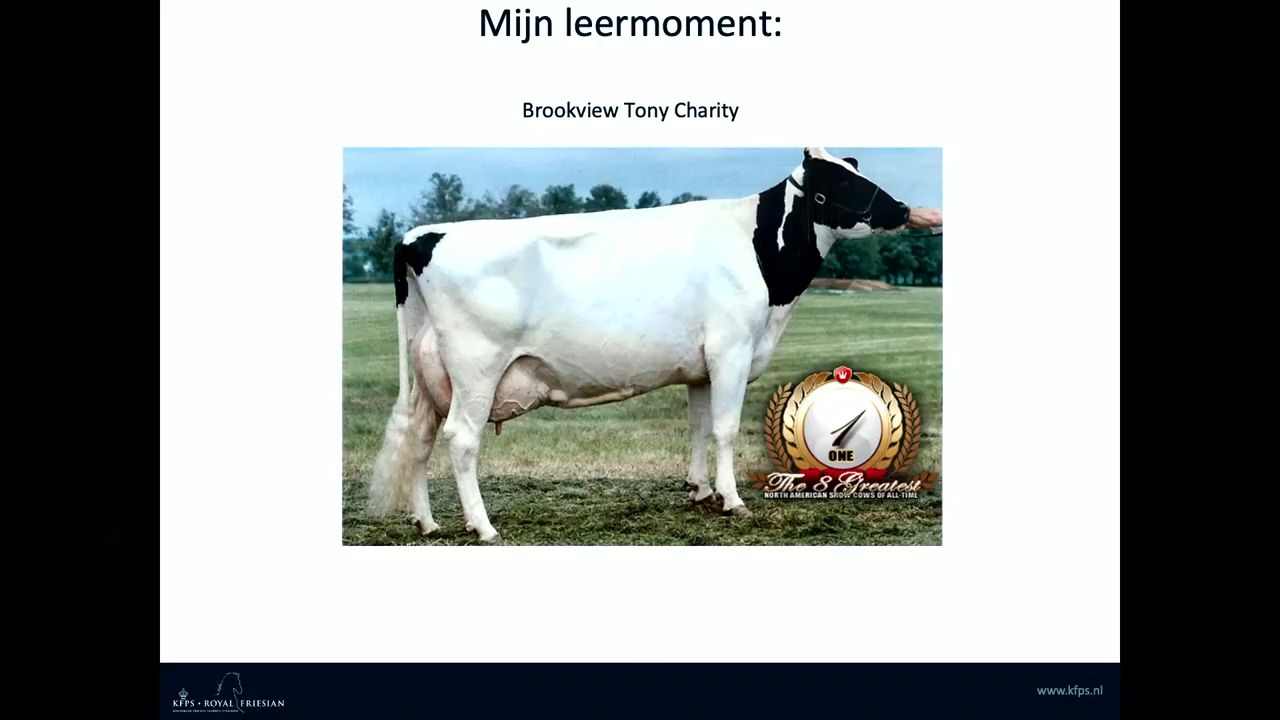 Mijn leermoment:
Brookview Tony Charity
1
ONE
The 8 Greatest
NORTH AMERICAN SHOW COWS OF ALL-TIME
KFPS • ROYAL FRIESIAN
www.kfps.nl